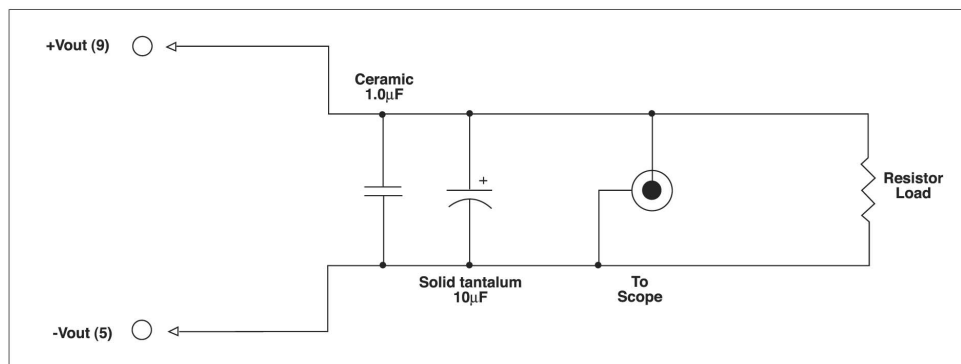 +Vout (9)
Ceramic
1.0µF
+
Resistor
Load
Solid tantalum
10µF
To
Scope
-Vout (5)